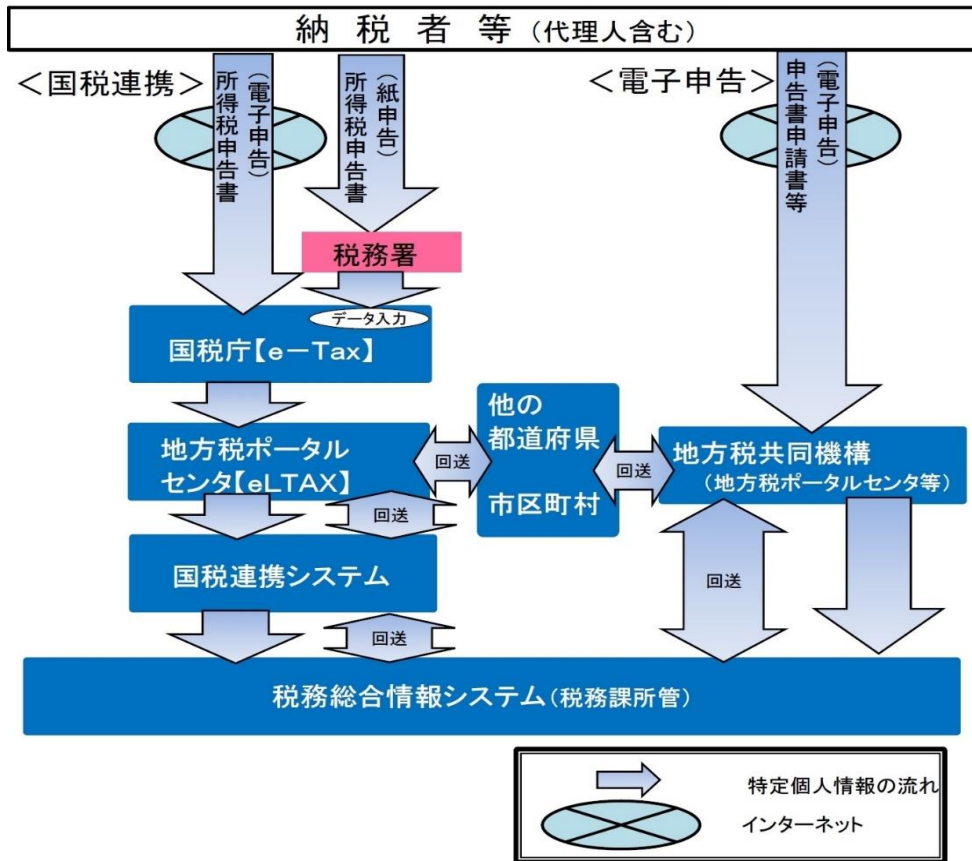 納 税 者 等 (代理人含む)
＜国税連携＞
(電子申告)
所得税申告書
(紙申告)
所得税申告書
＜電子申告＞
(電子申告)
申告書申請書等
税務署
データ入力
国税庁【e－Tax】
地方税ポータル
センタ【eLTAX】
回送
他の
都道府県
市区町村
回送
地方税共同機構
(地方税ポータルセンタ等)
回送
国税連携システム
回送
回送
税務総合情報システム(税務課所管)
特定個人情報の流れ
インターネット